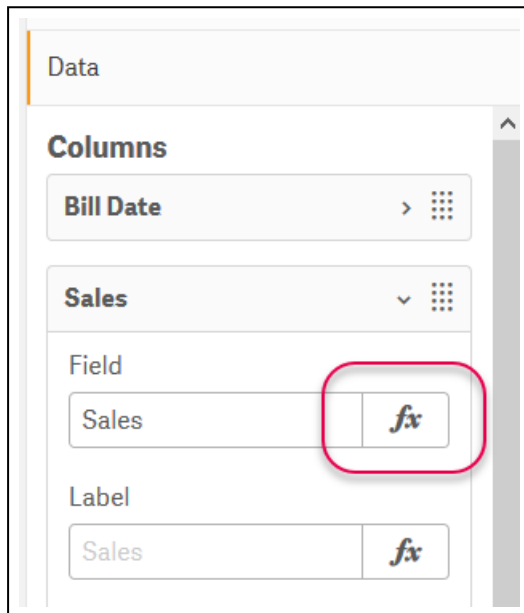 Data
Columns
Bill Date
Sales
Field
Sales fx
Label
Sales fx